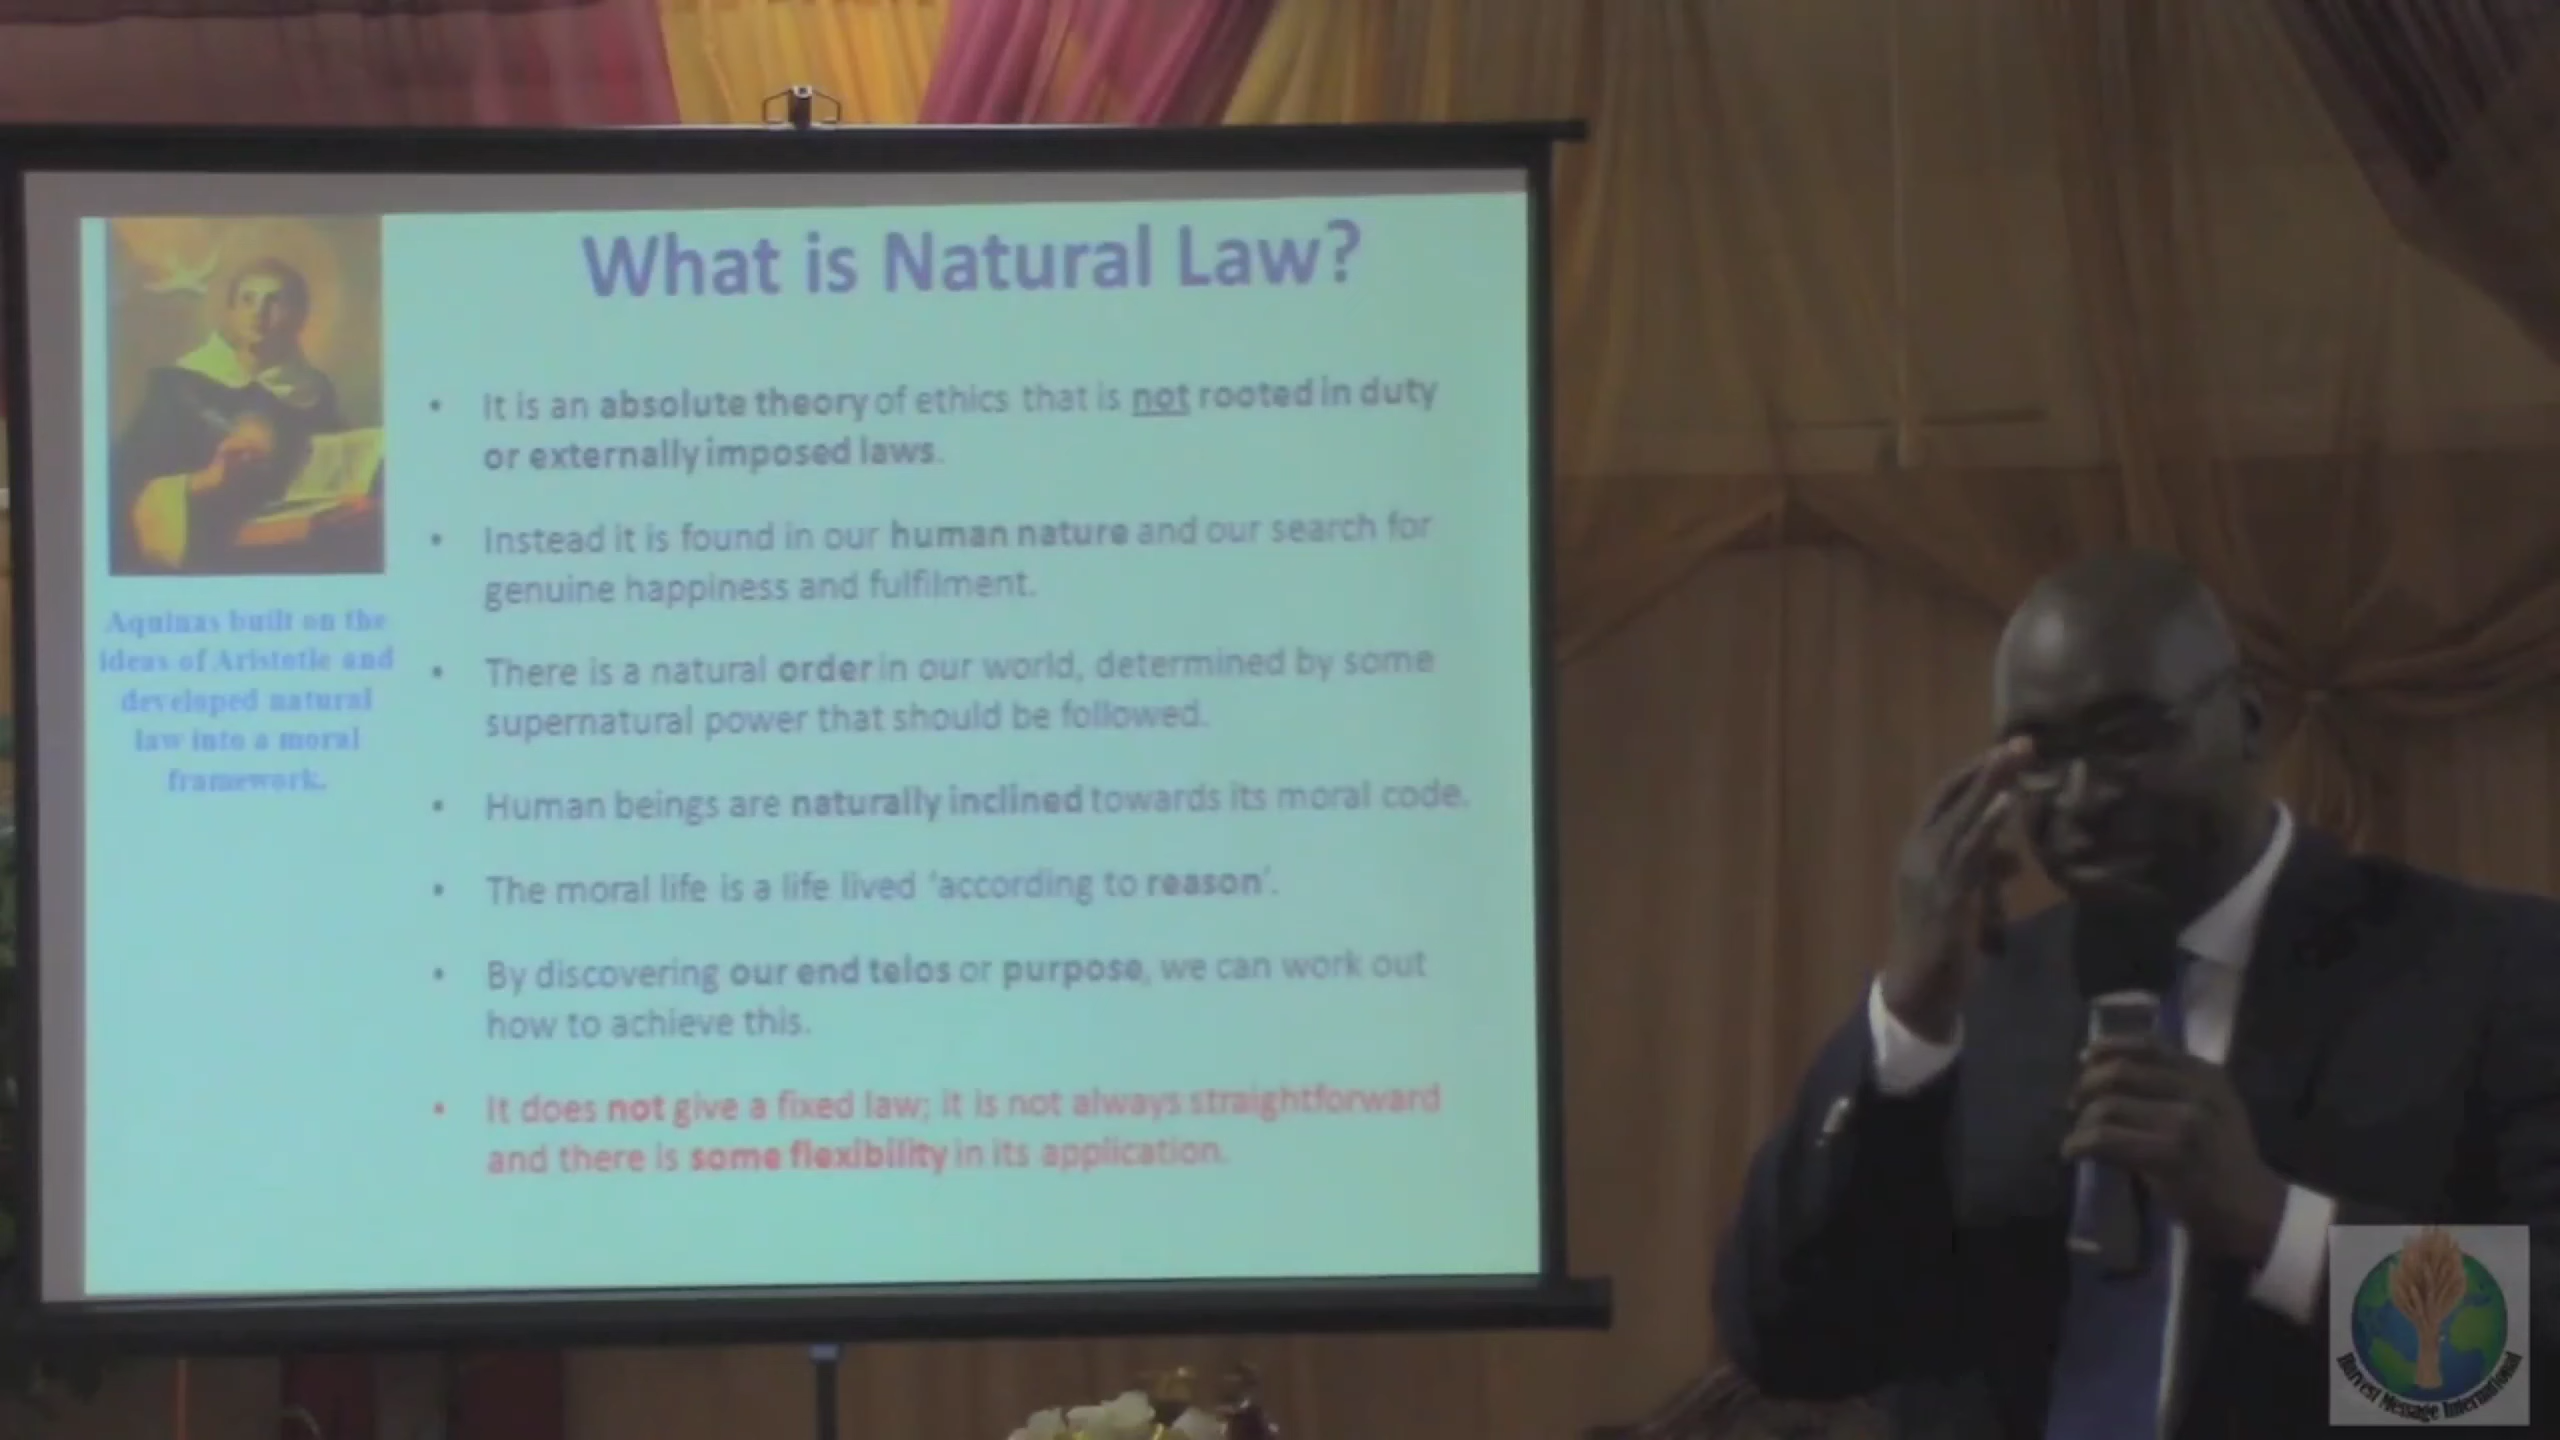 What is Natural Law?
Aquinas built on the
ideas of Aristotle and
developed natural
law into a moral
framework.
• It is an absolute theory of ethics that is not rooted in duty
or externally imposed laws.
• Instead it is found in our human nature and our search for
genuine happiness and fulfilment.
• There is a natural order in our world, determined by some
supernatural power that should be followed.
• Human beings are naturally inclined towards its moral code.
• The moral life is a life lived ‘according to reason’.
• By discovering our end telos or purpose, we can work out
how to achieve this.
• It does not give a fixed law; it is not always straightforward
and there is some flexibility in its application.
Harvest Message International